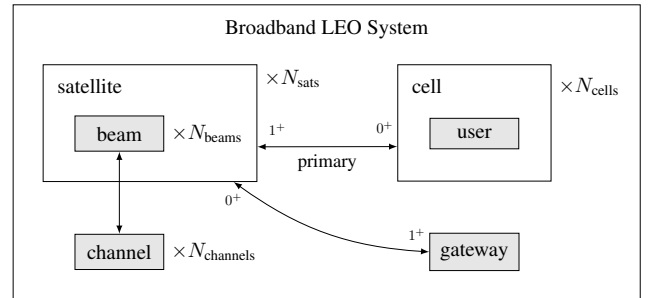 Broadband LEO System
satellite
×N_sats
cell
×N_cells
beam
×N_beams
1⁺
0⁺
user
primary
0⁺
channel
×N_channels
1⁺
gateway